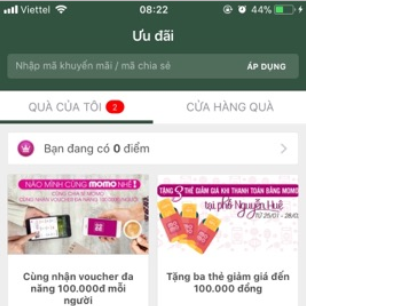 Viettel 08:22 44%
Ưu đãi
Nhập mã khuyến mãi / mã chia sẻ ÁP DỤNG
QUÀ CỦA TÔI 2 CỬA HÀNG QUÀ
Bạn đang có 0 điểm
NÀO MÌNH CÙNG MOMO NHÉ!
TẶNG 3 THẺ GIẢM GIÁ KHI THANH TOÁN BẰNG MOMO
tại phố Nguyễn Huệ
Cùng nhận voucher đa
năng 100.000đ mỗi
người
Tặng ba thẻ giảm giá đến
100.000 đồng